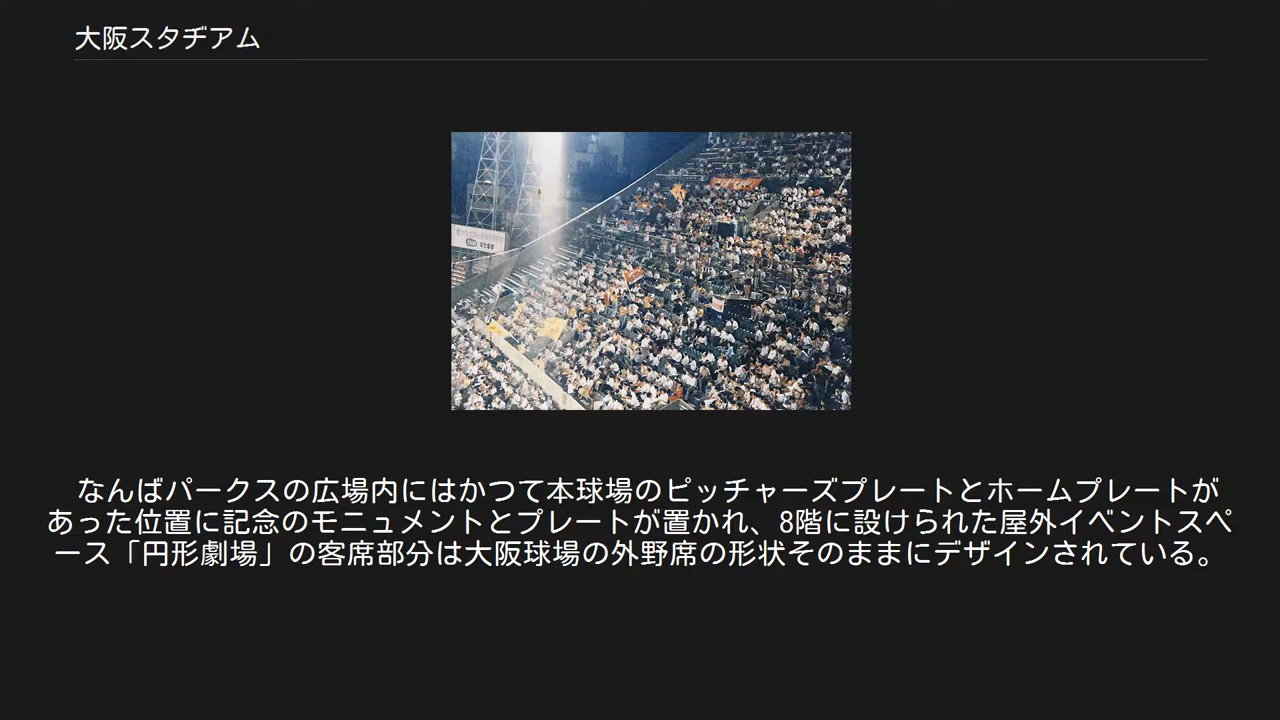 大阪スタヂアム
なんばパークスの広場内にはかつて本球場のピッチャーズプレートとホームプレートが
あった位置に記念のモニュメントとプレートが置かれ、8階に設けられた屋外イベントスペ
ース「円形劇場」の客席部分は大阪球場の外野席の形状そのままにデザインされている。